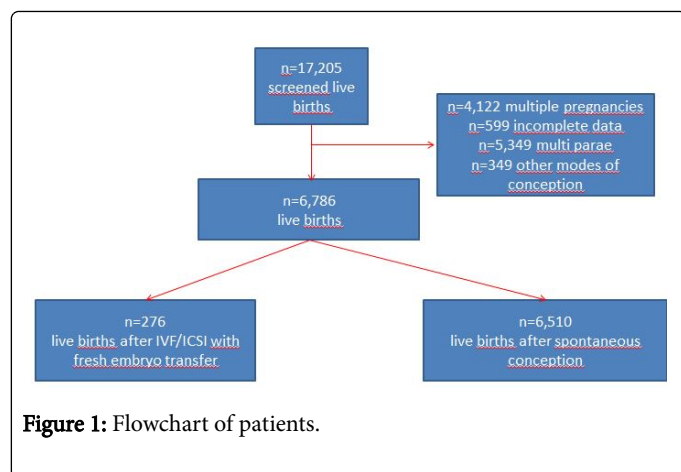 n=17,205
screened live
births
n=4,122 multiple pregnancies
n=599 incomplete data
n=5,349 multi parae
n=349 other modes of
conception
n=6,786
live births
n=276
live births after IVF/ICSI with
fresh embryo transfer
n=6,510
live births after spontaneous
conception
Figure 1: Flowchart of patients.